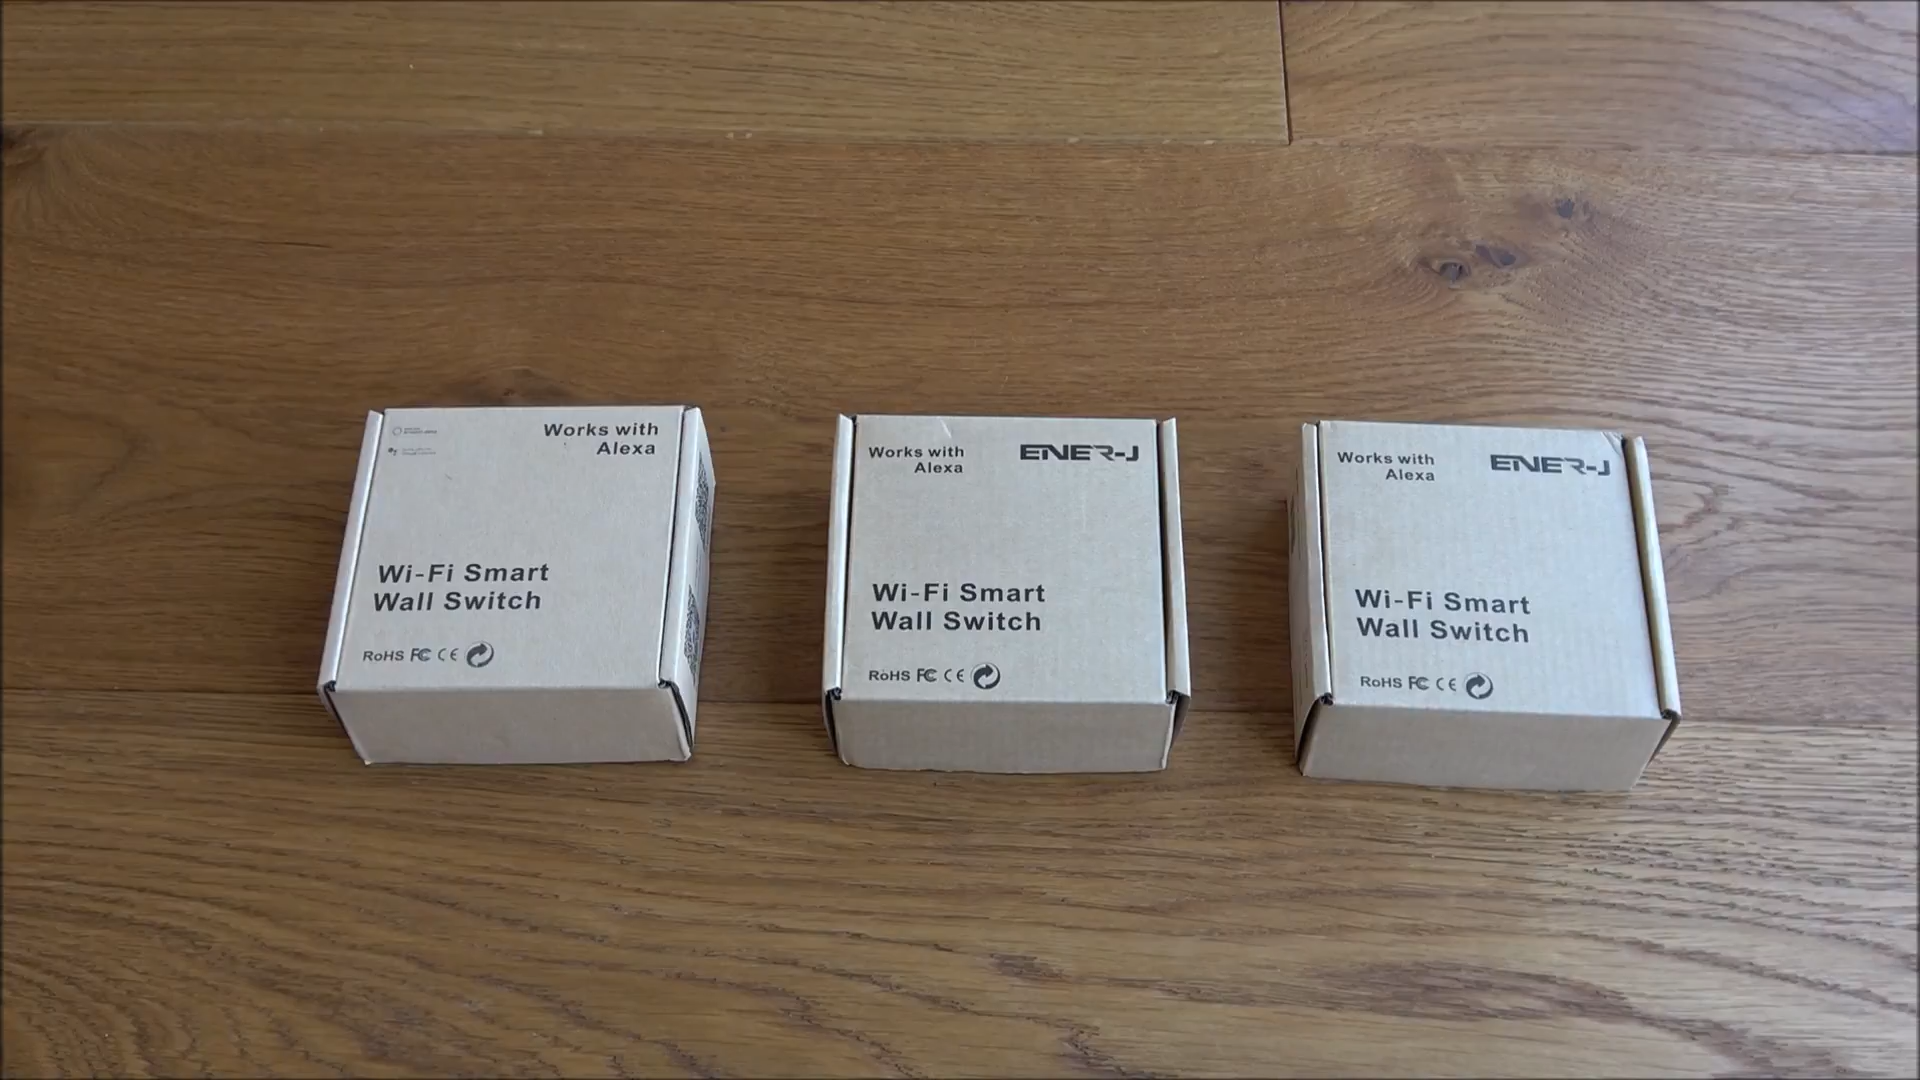 Works with
Alexa
Wi-Fi Smart
Wall Switch
RoHS FC CE
Works with
Alexa
ENER-J
Wi-Fi Smart
Wall Switch
RoHS FC CE
Works with
Alexa
ENER-J
Wi-Fi Smart
Wall Switch
RoHS FC CE